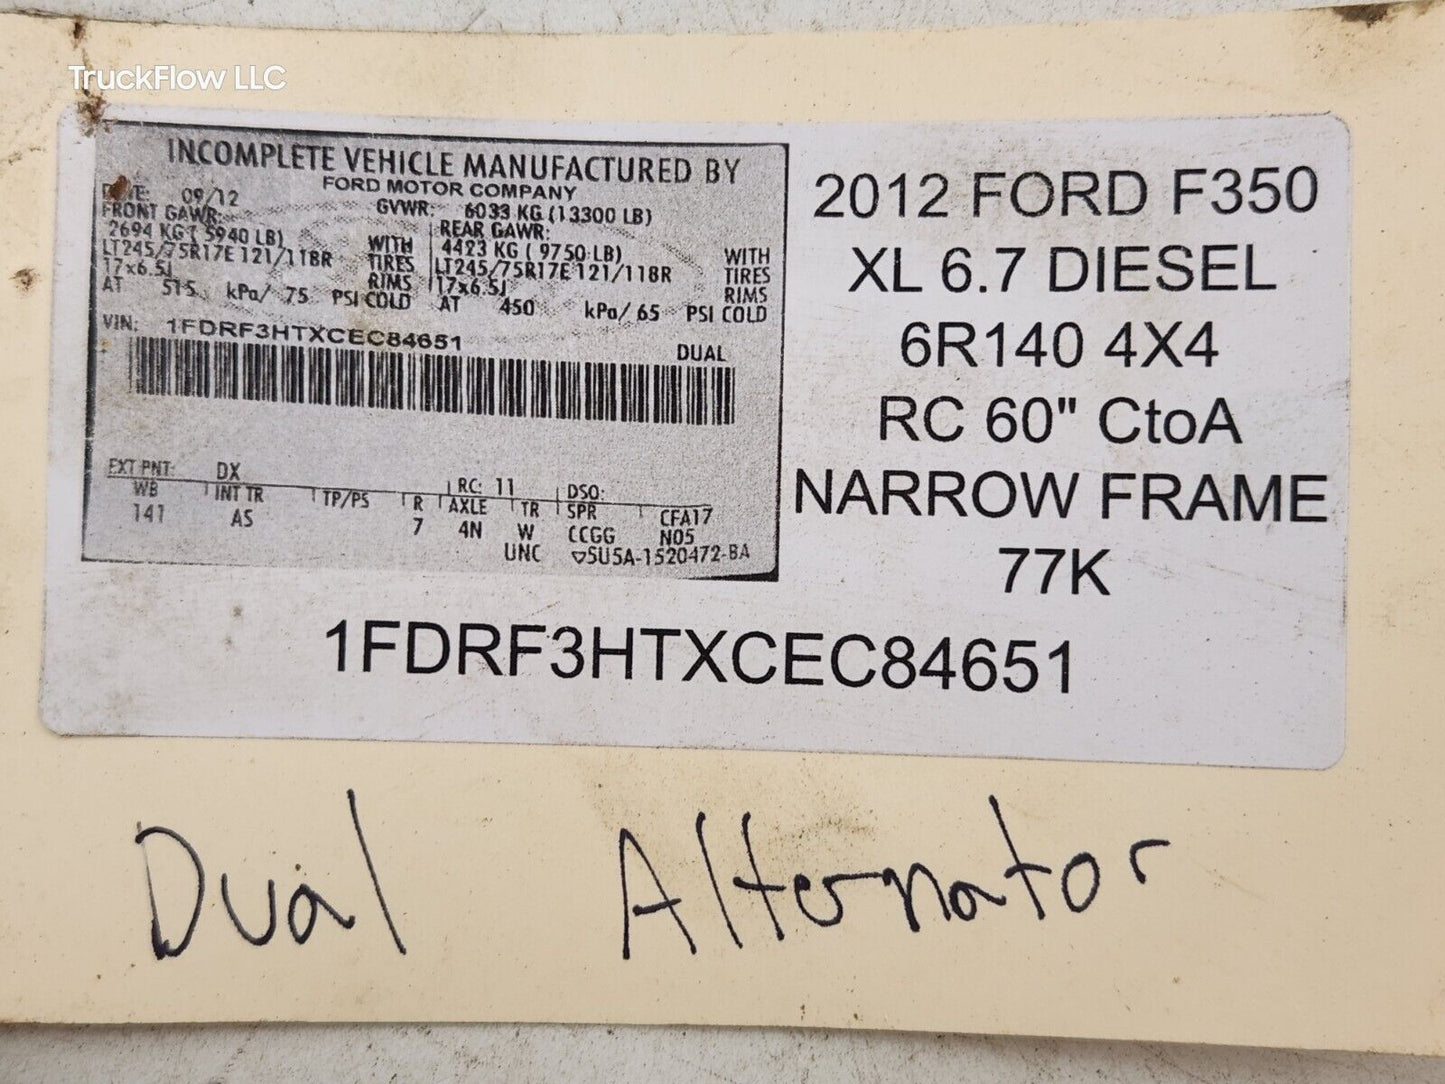 TruckFlow LLC
INCOMPLETE VEHICLE MANUFACTURED BY
FORD MOTOR COMPANY
DATE: 09/12
GVWR: 6033 KG (13300 LB)
FRONT GAWR:
2694 KG ( 5940 LB)
LT245/75R17E 121/118R
17x6.5J
AT 515 kPa/ 75 PSI COLD
WITH
TIRES
RIMS
REAR GAWR:
4423 KG ( 9750 LB)
LT245/75R17E 121/118R
17x6.5J
AT 450 kPa/ 65 PSI COLD
WITH
TIRES
RIMS
VIN: 1FDRF3HTXCEC84651
DUAL
EXT PNT: DX RC: 11 DSO:
WB INT TR TP/PS R AXLE TR SPR CFA17
141 AS 7 4N W CCGG N05
UNC ▽5U5A-1520472-BA
2012 FORD F350
XL 6.7 DIESEL
6R140 4X4
RC 60" CtoA
NARROW FRAME
77K
1FDRF3HTXCEC84651
Dual Alternator